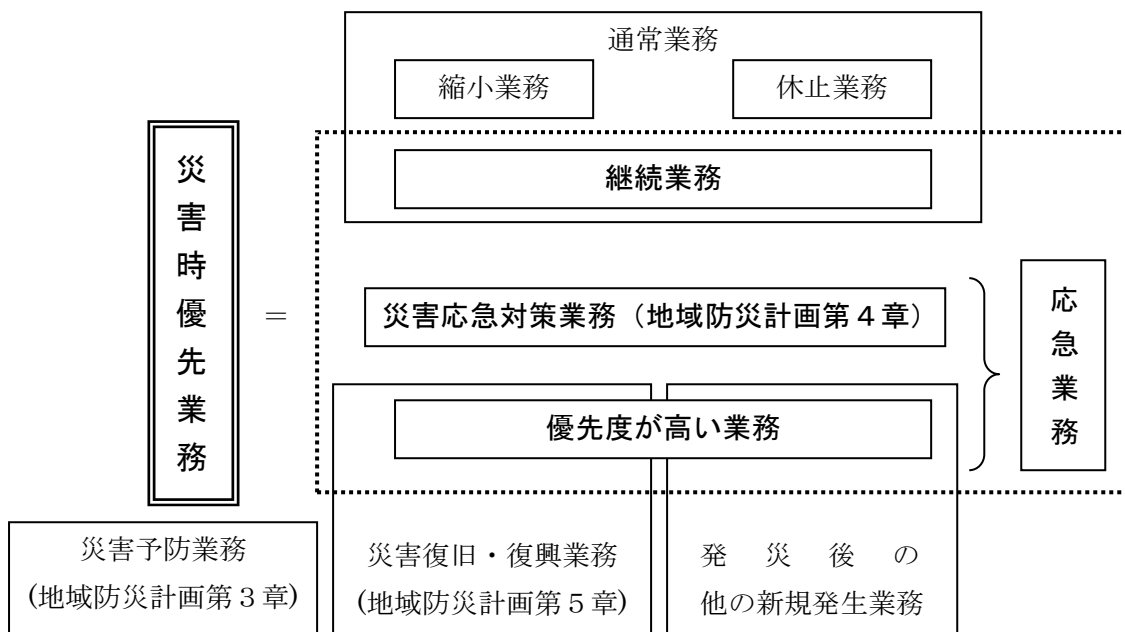 通常業務
縮小業務
休止業務
継続業務
災害時優先業務
＝
災害応急対策業務（地域防災計画第４章）
応急業務
優先度が高い業務
災害予防業務
(地域防災計画第３章)
災害復旧・復興業務
(地域防災計画第５章)
発災後の
他の新規発生業務